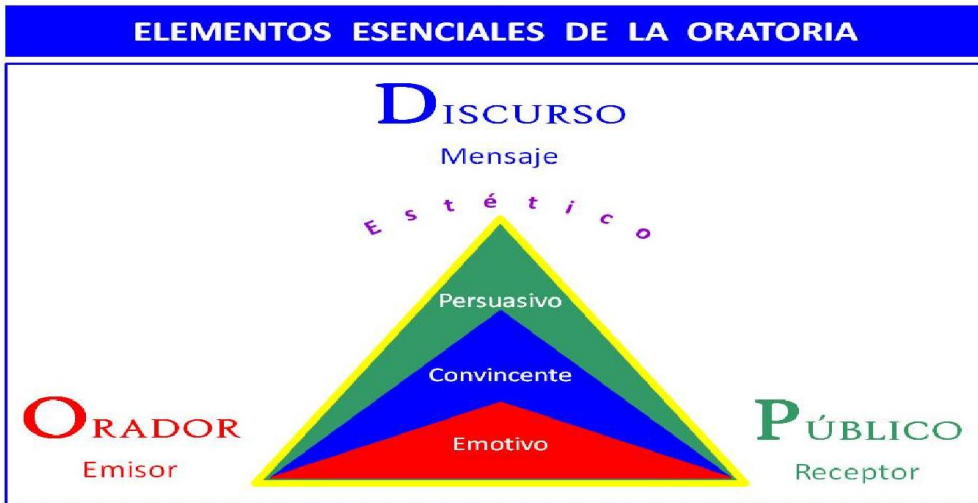 ELEMENTOS ESENCIALES DE LA ORATORIA
DISCURSO
Mensaje
Estético
Persuasivo
Convincente
Emotivo
ORADOR
Emisor
PÚBLICO
Receptor